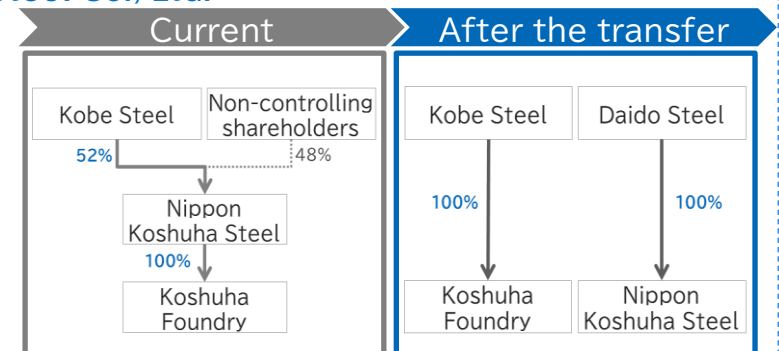 Current
After the transfer
Kobe Steel
Non-controlling
shareholders
52%
48%
Nippon
Koshuha Steel
100%
Koshuha
Foundry
Kobe Steel
Daido Steel
100%
100%
Koshuha
Foundry
Nippon
Koshuha Steel